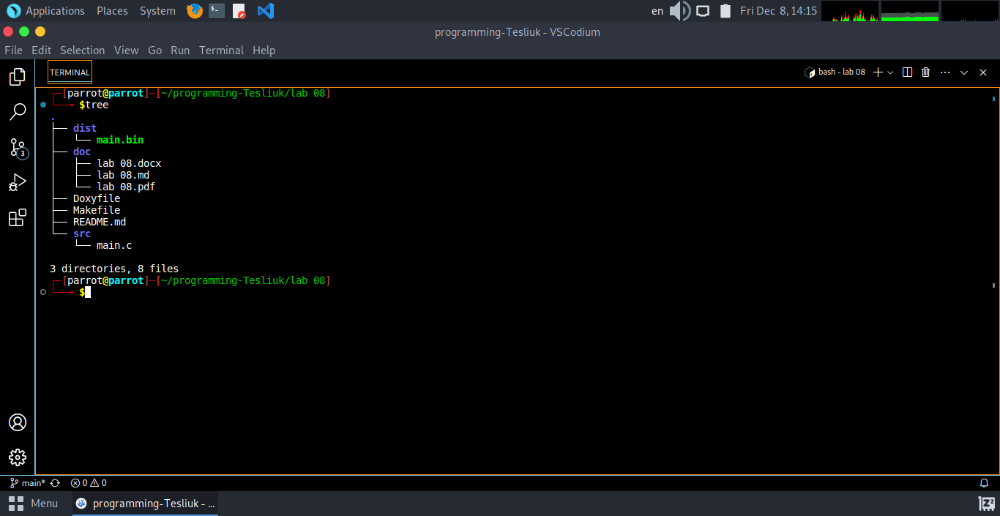 Applications Places System en Fri Dec 8, 14:15
programming-Tesliuk - VSCodium
File Edit Selection View Go Run Terminal Help
TERMINAL bash - lab 08
┌─[parrot@parrot]─[~/programming-Tesliuk/lab 08]
└──╼ $tree
.
├── dist
│   └── main.bin
├── doc
│   ├── lab 08.docx
│   ├── lab 08.md
│   └── lab 08.pdf
├── Doxyfile
├── Makefile
├── README.md
└── src
    └── main.c
3 directories, 8 files
┌─[parrot@parrot]─[~/programming-Tesliuk/lab 08]
└──╼ $
3
main* 0 0
Menu programming-Tesliuk - ...